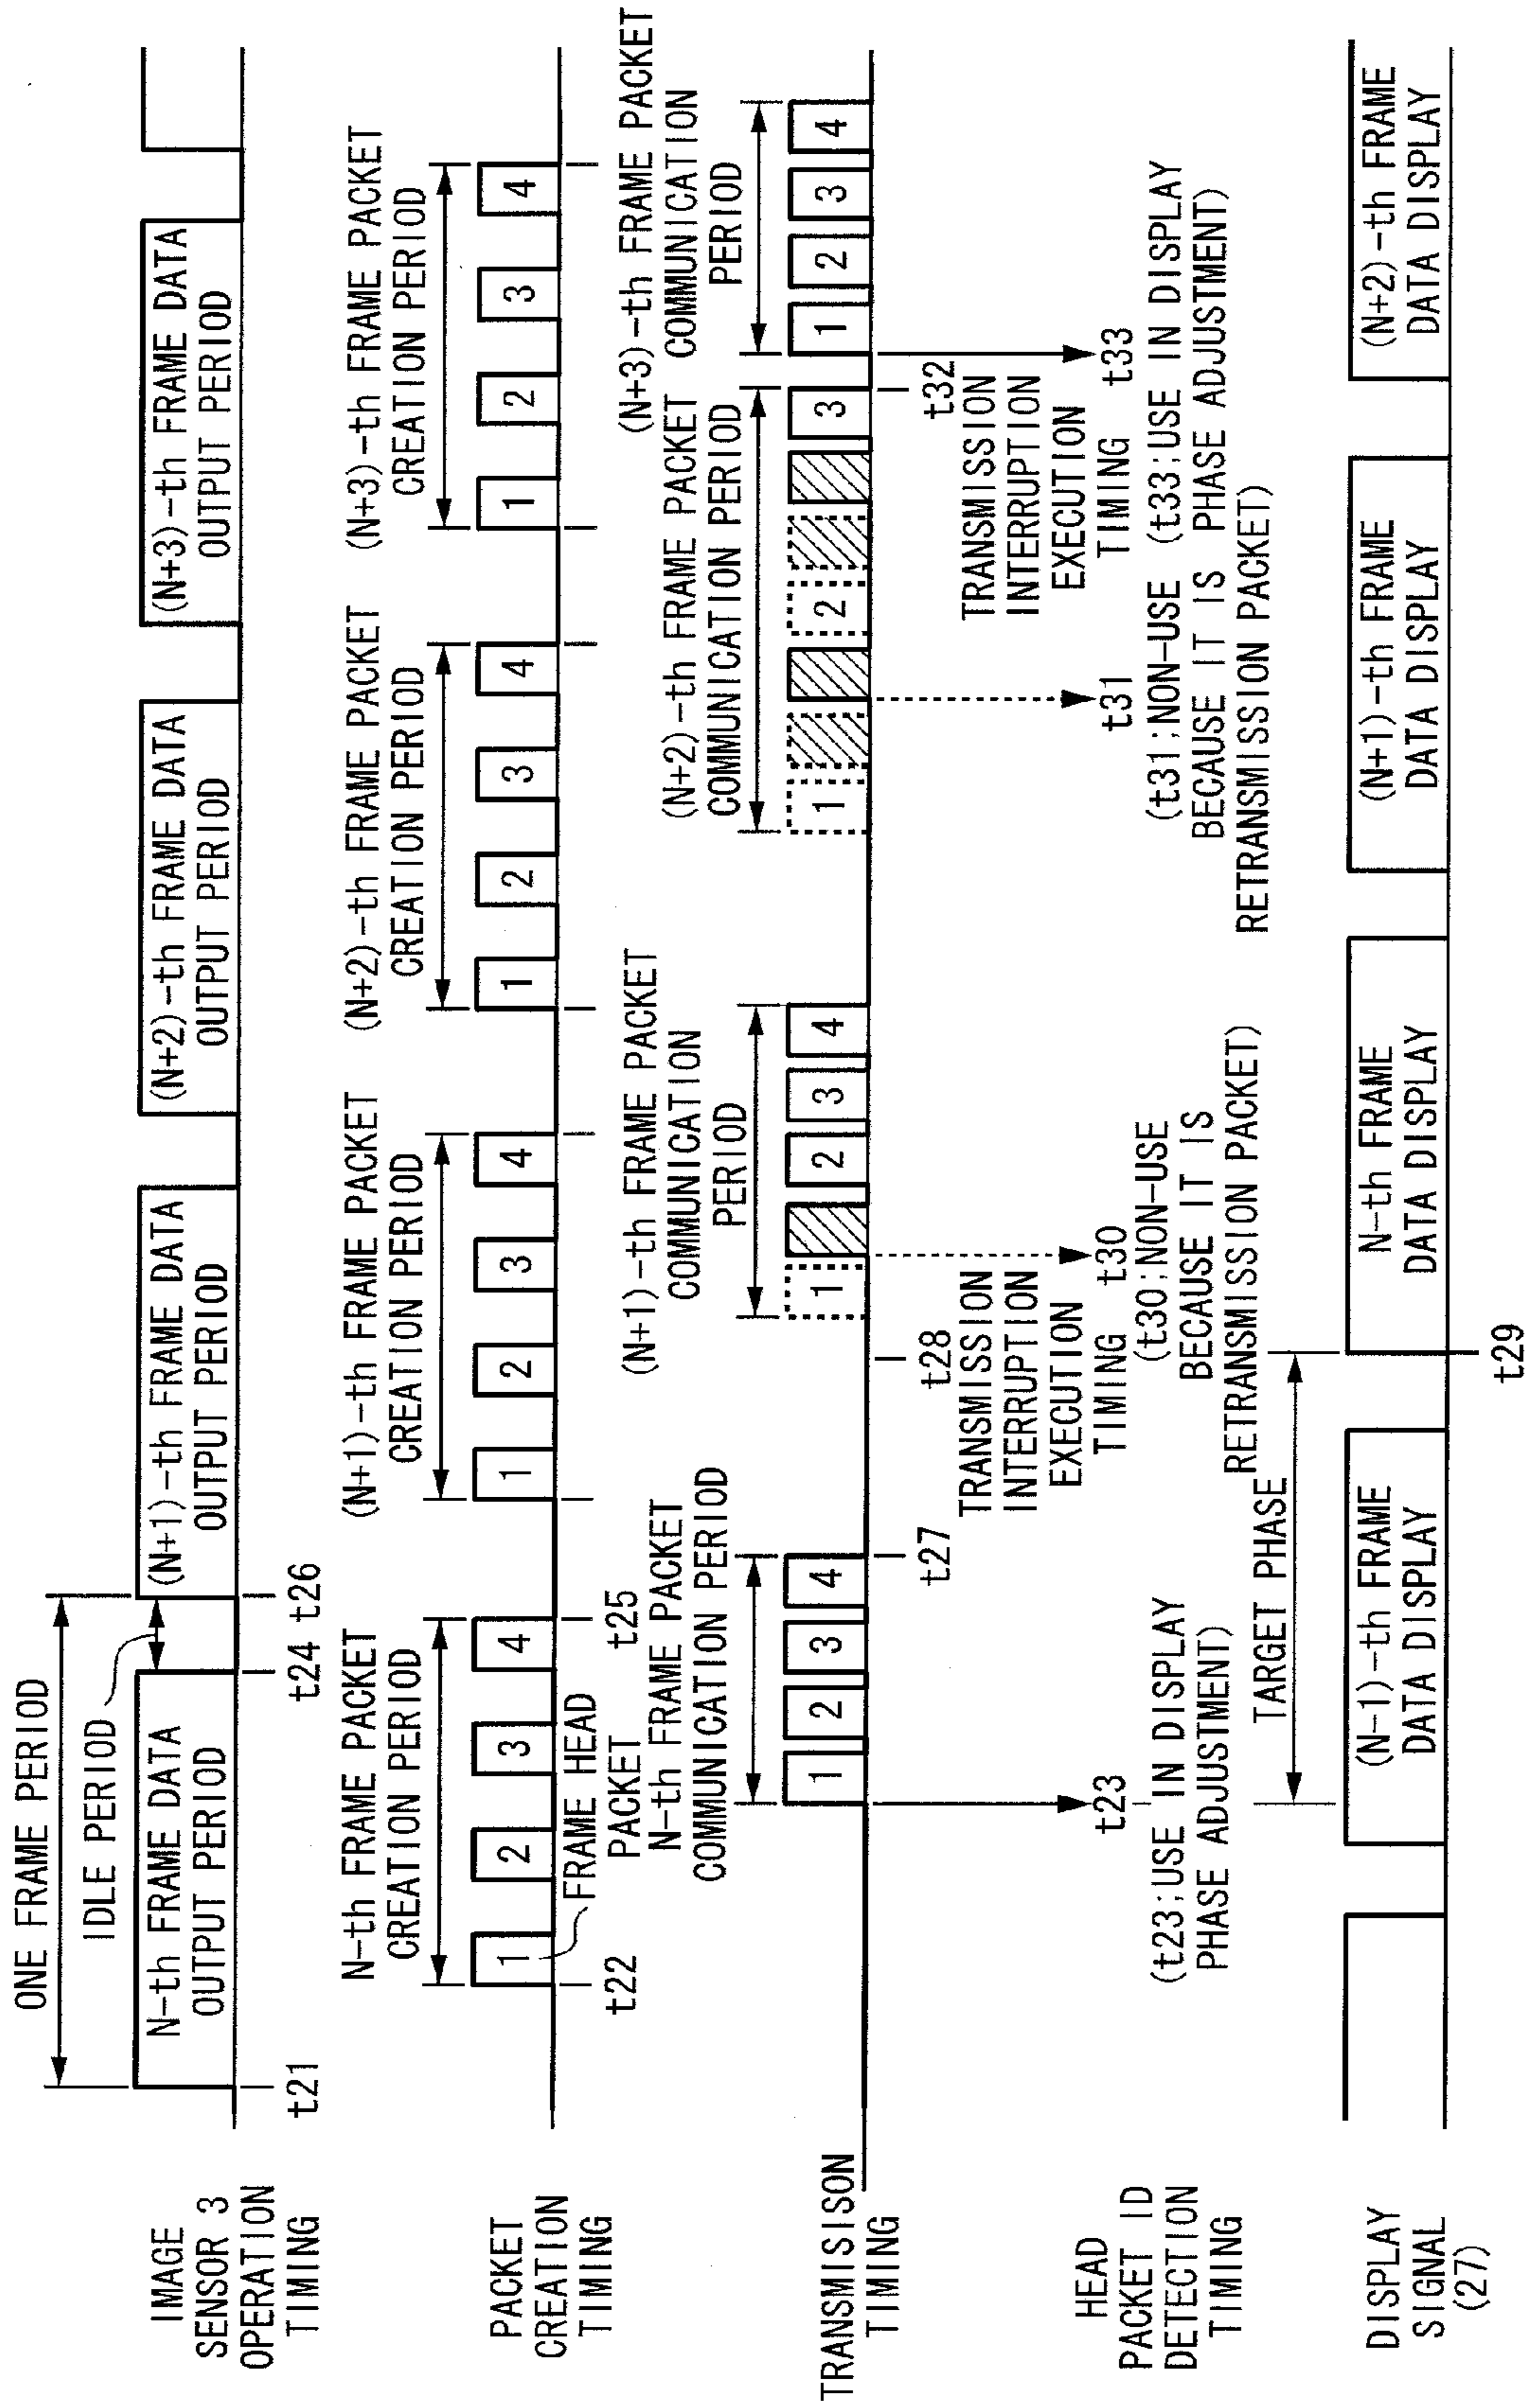 IMAGE
SENSOR 3
OPERATION
TIMING
ONE FRAME PERIOD
IDLE PERIOD
N-th FRAME DATA
OUTPUT PERIOD
(N+1)-th FRAME DATA
OUTPUT PERIOD
(N+2)-th FRAME DATA
OUTPUT PERIOD
(N+3)-th FRAME DATA
OUTPUT PERIOD
t21
t24
t26
PACKET
CREATION
TIMING
N-th FRAME PACKET
CREATION PERIOD
(N+1)-th FRAME PACKET
CREATION PERIOD
(N+2)-th FRAME PACKET
CREATION PERIOD
(N+3)-th FRAME PACKET
CREATION PERIOD
1
2
3
4
1
2
3
4
1
2
3
4
1
2
3
4
t22
FRAME HEAD
PACKET
t25
TRANSMISISON
TIMING
N-th FRAME PACKET
COMMUNICATION PERIOD
(N+1)-th FRAME PACKET
COMMUNICATION
PERIOD
(N+2)-th FRAME PACKET
COMMUNICATION PERIOD
(N+3)-th FRAME PACKET
COMMUNICATION
PERIOD
1
2
3
4
1
2
3
4
1
2
3
1
2
3
4
t27
t28
TRANSMISSION
INTERRUPTION
EXECUTION
TIMING
t32
TRANSMISSION
INTERRUPTION
EXECUTION
TIMING
HEAD
PACKET ID
DETECTION
TIMING
t23
(t23;USE IN DISPLAY
PHASE ADJUSTMENT)
t30
(t30;NON-USE
BECAUSE IT IS
RETRANSMISSION PACKET)
t31
(t31;NON-USE
BECAUSE IT IS
RETRANSMISSION PACKET)
t33
(t33;USE IN DISPLAY
PHASE ADJUSTMENT)
TARGET PHASE
DISPLAY
SIGNAL
(27)
(N-1)-th FRAME
DATA DISPLAY
N-th FRAME
DATA DISPLAY
(N+1)-th FRAME
DATA DISPLAY
(N+2)-th FRAME
DATA DISPLAY
t29